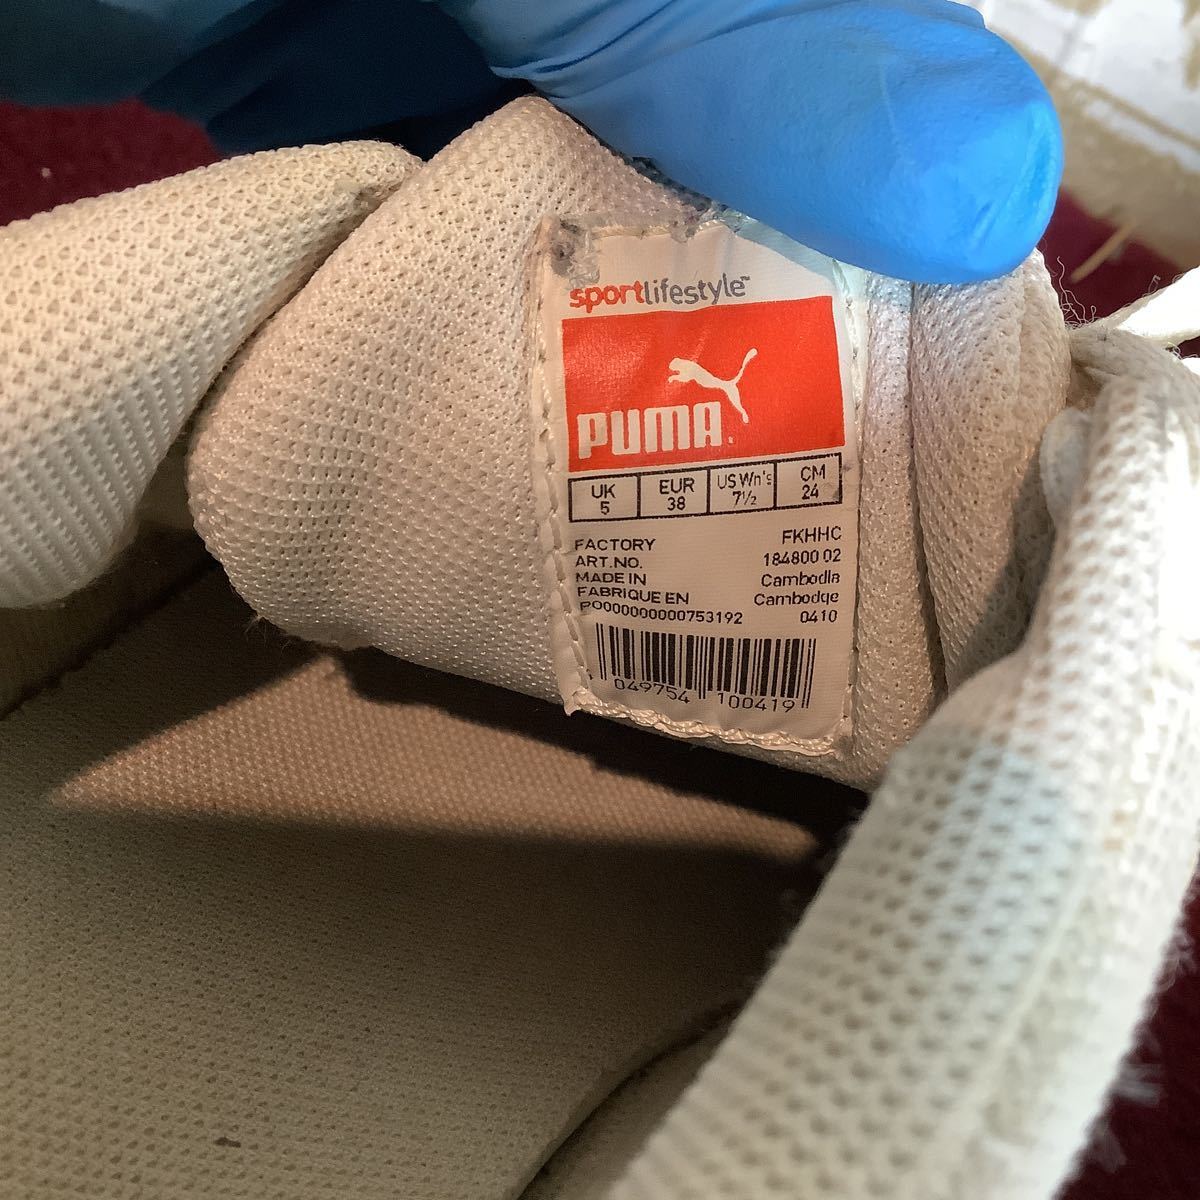 sportlifestyle™
PUMA
UK EUR US Wn's CM
5 38 7½ 24
FACTORY FKHHC
ART.NO. 184800 02
MADE IN Cambodia
FABRIQUE EN Cambodge
PO000000000753192 0410
049754 100419